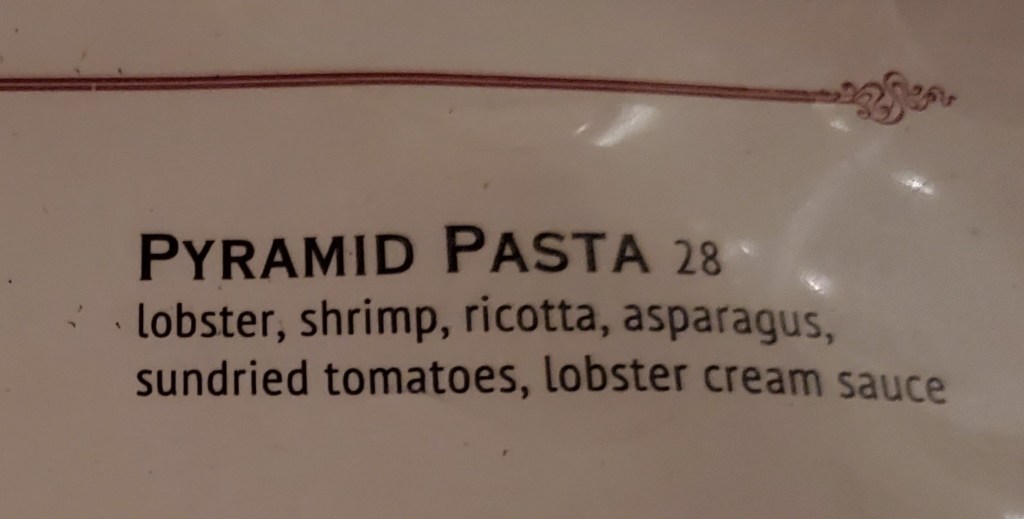 PYRAMID PASTA 28
lobster, shrimp, ricotta, asparagus,
sundried tomatoes, lobster cream sauce